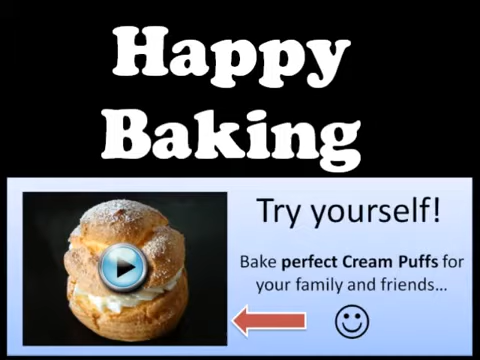 Happy
Baking
Try yourself!
Bake perfect Cream Puffs for
your family and friends…